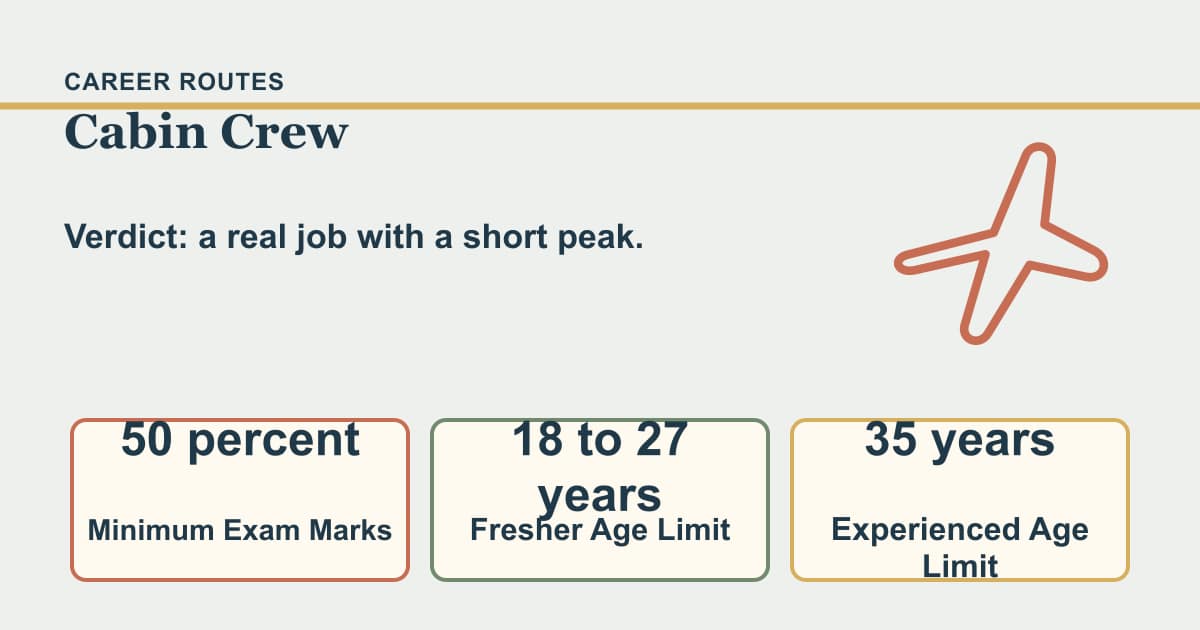 CAREER ROUTES
Cabin Crew
Verdict: a real job with a short peak.
50 percent
Minimum Exam Marks
18 to 27
years
Fresher Age Limit
35 years
Experienced Age
Limit